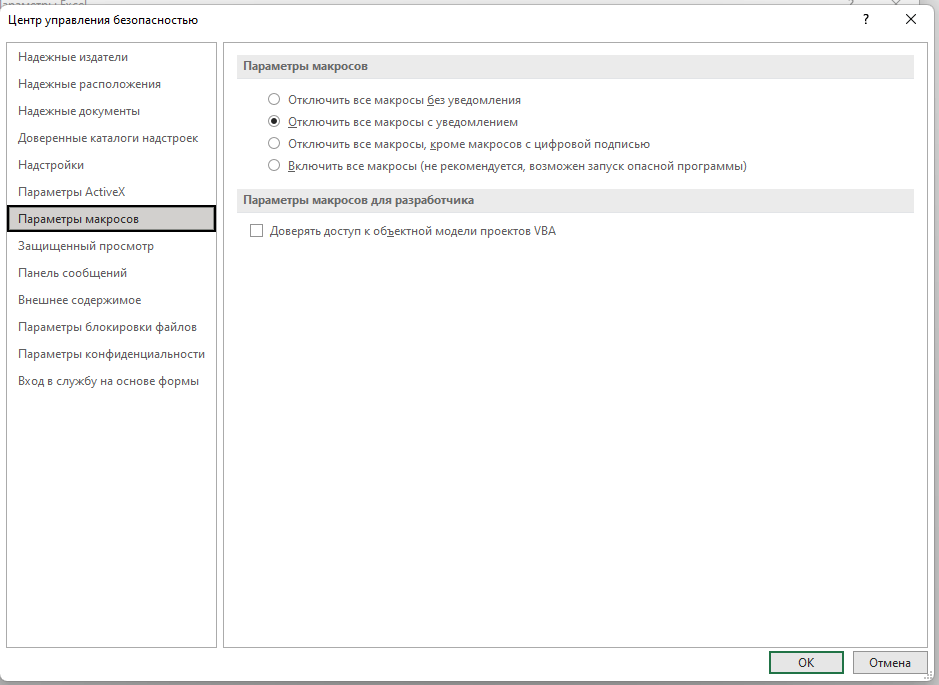 Центр управления безопасностью
?
Надежные издатели
Надежные расположения
Надежные документы
Доверенные каталоги надстроек
Надстройки
Параметры ActiveX
Параметры макросов
Защищенный просмотр
Панель сообщений
Внешнее содержимое
Параметры блокировки файлов
Параметры конфиденциальности
Вход в службу на основе формы
Параметры макросов
Отключить все макросы без уведомления
Отключить все макросы с уведомлением
Отключить все макросы, кроме макросов с цифровой подписью
Включить все макросы (не рекомендуется, возможен запуск опасной программы)
Параметры макросов для разработчика
Доверять доступ к объектной модели проектов VBA
ОК
Отмена